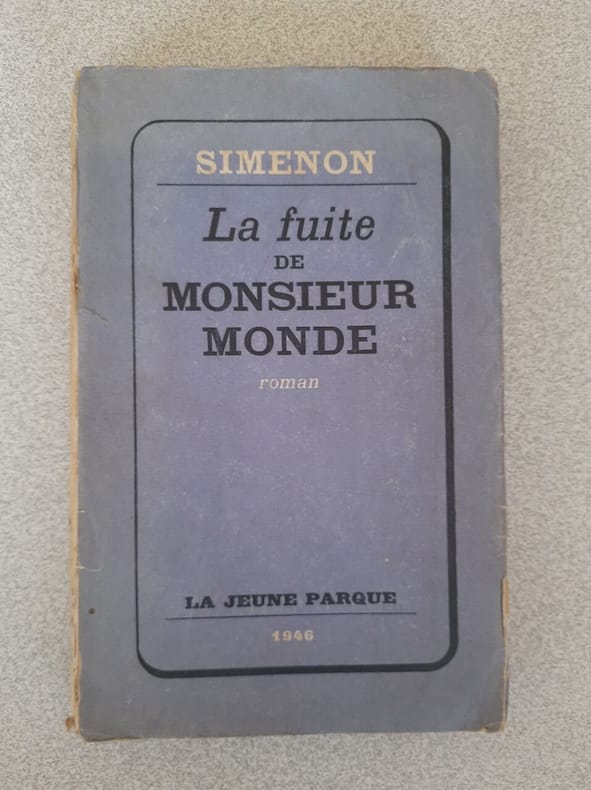 SIMENON
La fuite
DE
MONSIEUR
MONDE
roman
LA JEUNE PARQUE
1946